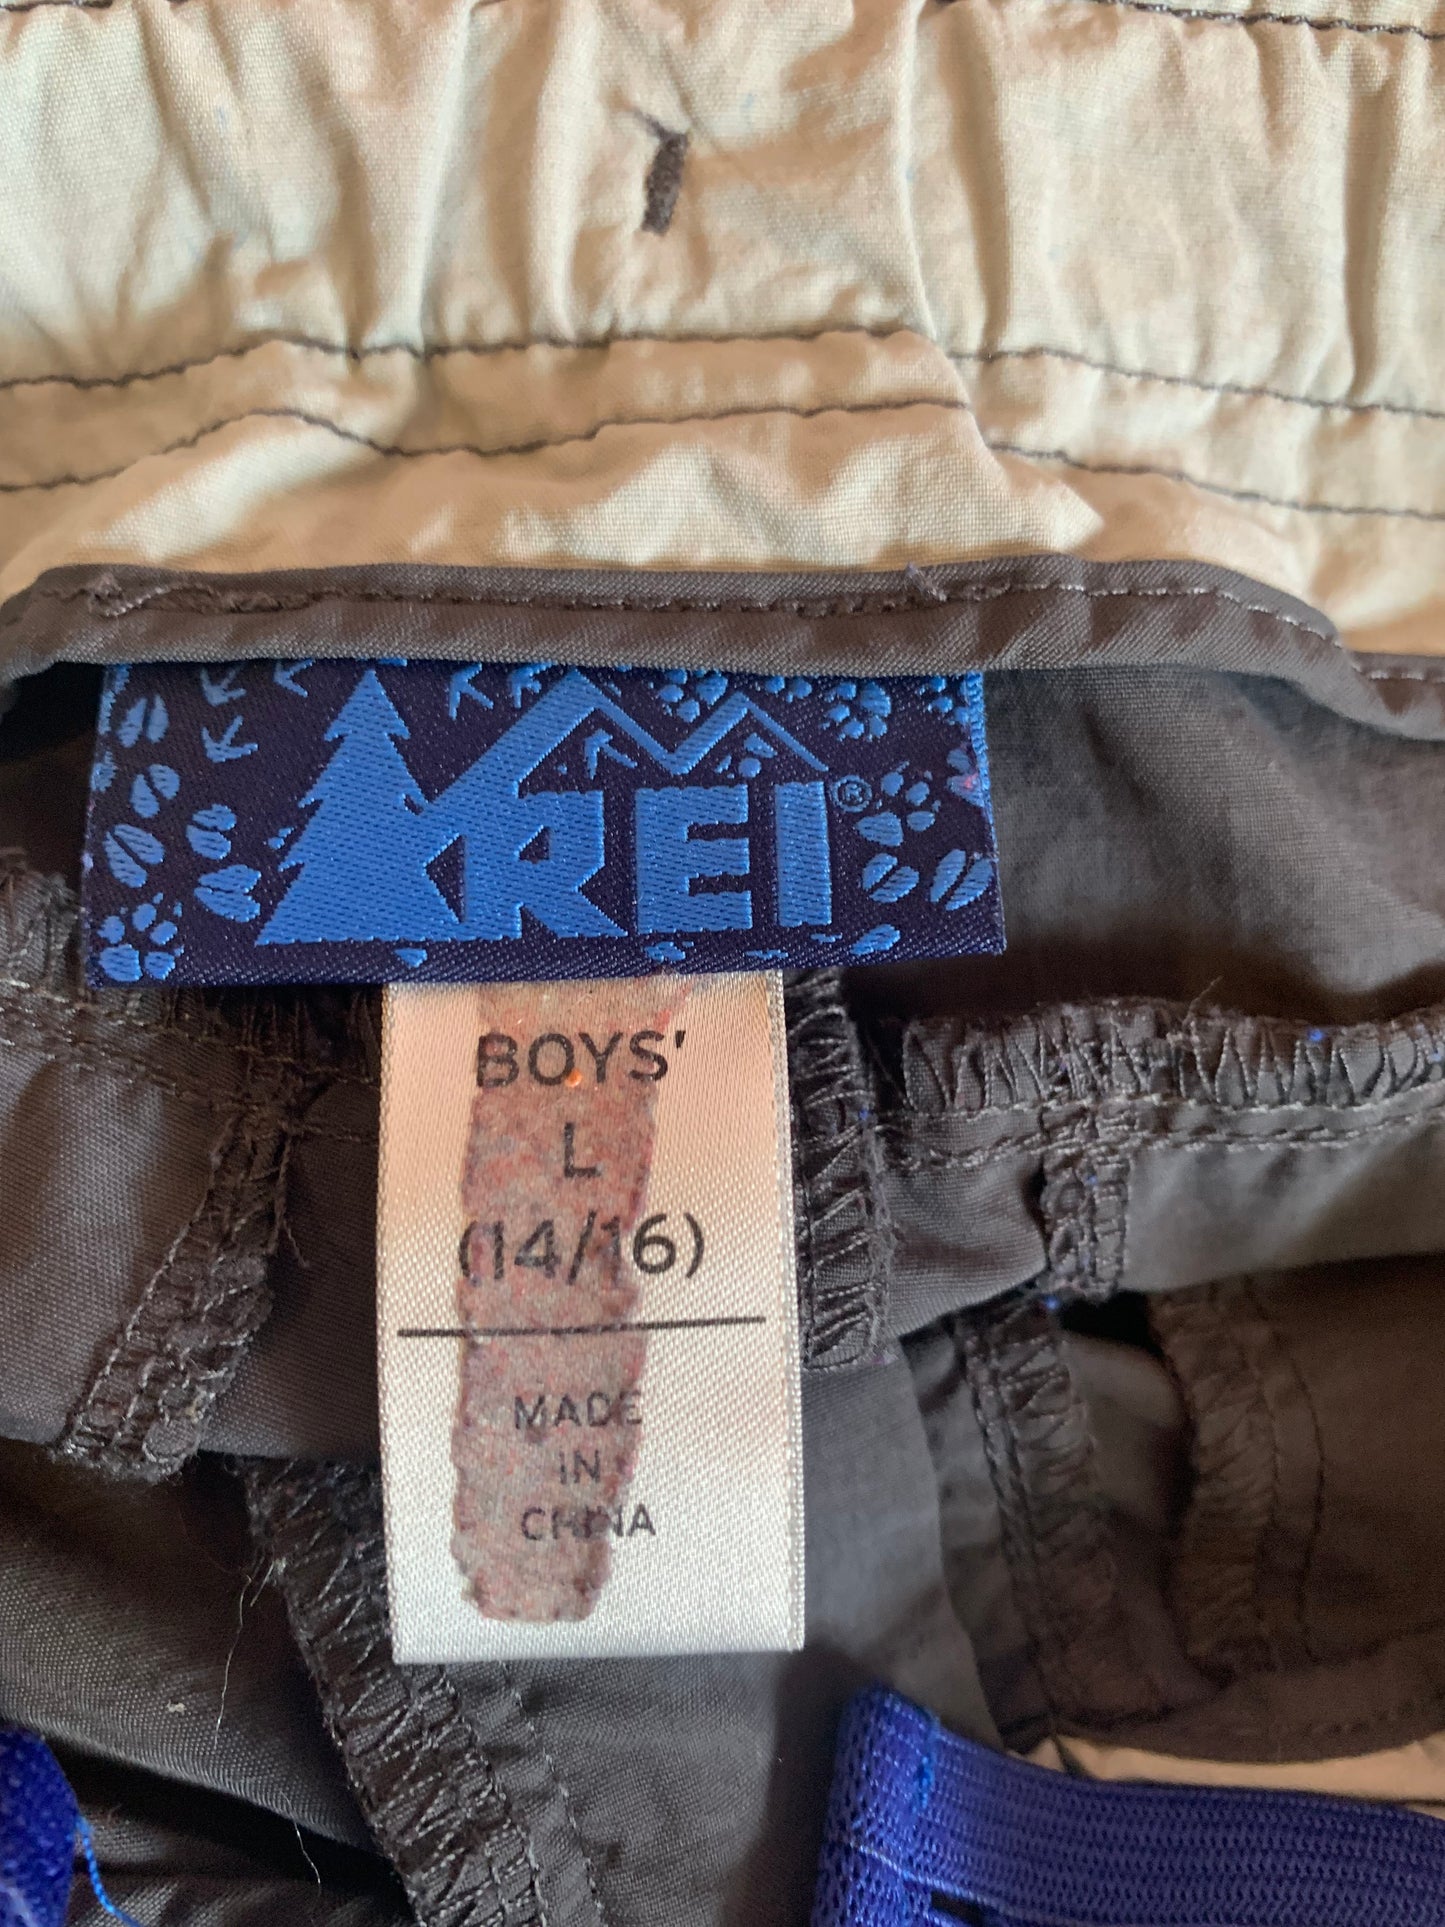 REI®
BOYS'
L
(14/16)
MADE
IN
CHINA